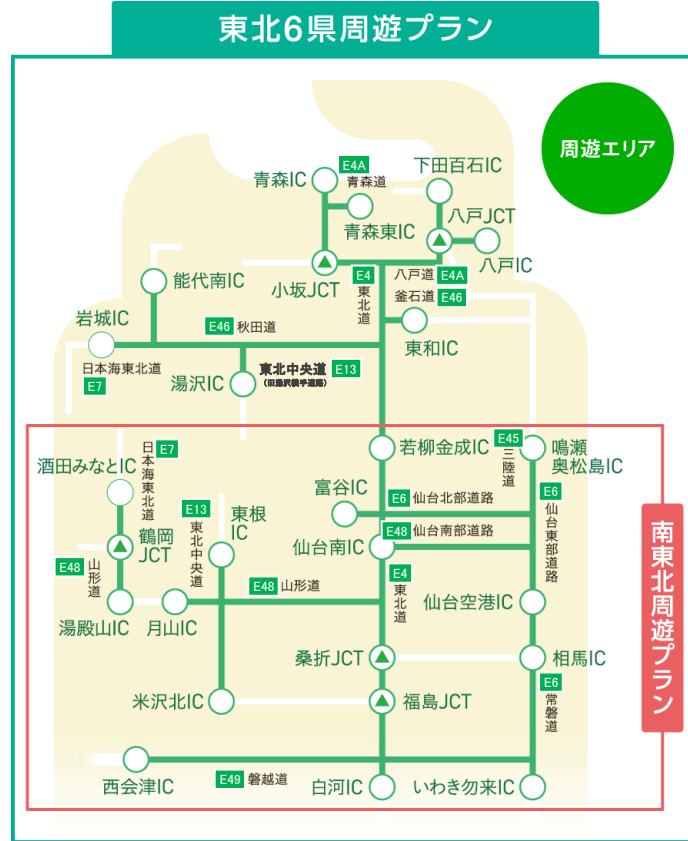 東北6県周遊プラン
周遊エリア
青森IC
E4A
青森道
青森東IC
下田百石IC
八戸JCT
八戸IC
小坂JCT
E4
東北道
八戸道 E4A
釜石道 E46
東和IC
能代南IC
岩城IC
E46 秋田道
日本海東北道
E7
湯沢IC
東北中央道 E13
(旧湯沢横手道路)
若柳金成IC
E45
三陸道
鳴瀬
奥松島IC
酒田みなとIC
E7
日本海東北道
富谷IC
E6 仙台北部道路
E6
仙台東部道路
E13
東北中央道
東根
IC
仙台南IC
E48 仙台南部道路
鶴岡
JCT
E48
山形道
湯殿山IC
月山IC
E48 山形道
E4
東北道
仙台空港IC
桑折JCT
相馬IC
E6
常磐道
米沢北IC
福島JCT
西会津IC
E49 磐越道
白河IC
いわき勿来IC
南東北周遊プラン